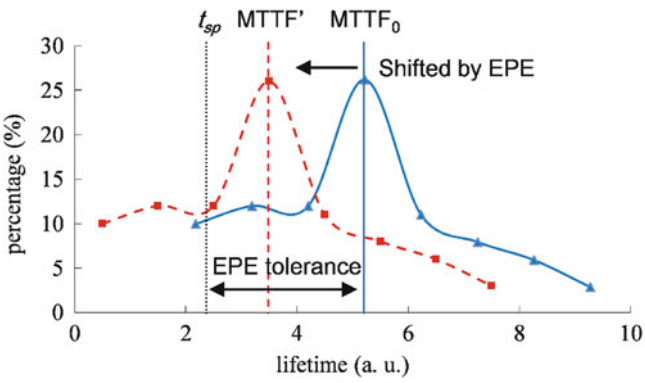 t_sp MTTF' MTTF₀
Shifted by EPE
EPE tolerance
percentage (%)
30
25
20
15
10
5
0
0 2 4 6 8 10
lifetime (a. u.)